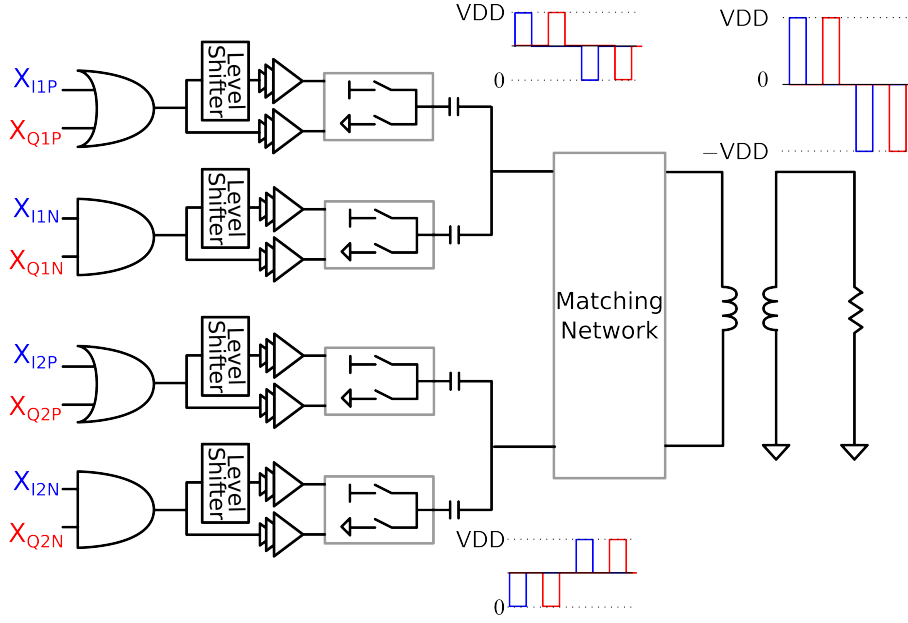 VDD
0
VDD
0
−VDD
X_I1P
X_Q1P
Level
Shifter
X_I1N
X_Q1N
Level
Shifter
Matching
Network
X_I2P
X_Q2P
Level
Shifter
X_I2N
X_Q2N
Level
Shifter
VDD
0